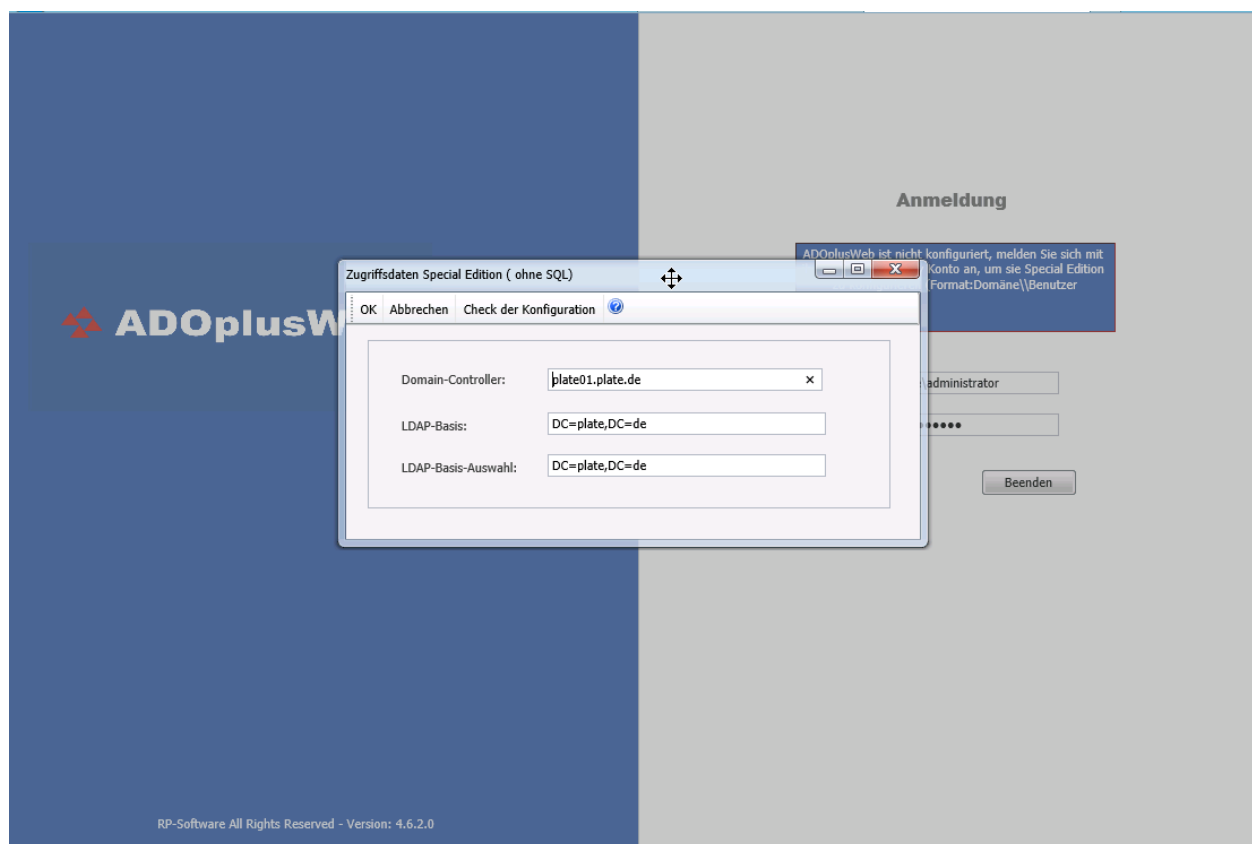 Anmeldung
ADOplusWeb ist nicht konfiguriert, melden Sie sich mit
Konto an, um sie Special Edition
(Format:Domäne\\Benutzer
Zugriffsdaten Special Edition ( ohne SQL)
OK Abbrechen Check der Konfiguration
ADOplusW
Domain-Controller: plate01.plate.de
\administrator
LDAP-Basis: DC=plate,DC=de
LDAP-Basis-Auswahl: DC=plate,DC=de
Beenden
RP-Software All Rights Reserved - Version: 4.6.2.0